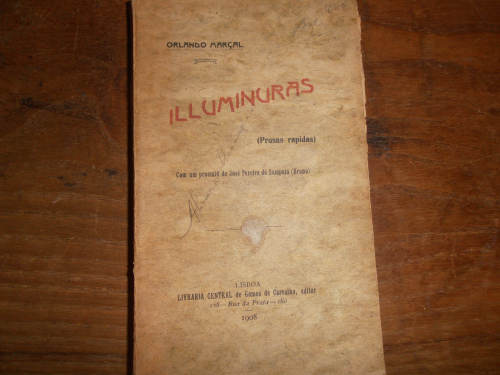 ORLANDO MARÇAL
ILLUMINURAS
(Prosas rapidas)
Com um proemio de José Pereira de Sampaio (Bruno)
LISBOA
LIVRARIA CENTRAL de Gomes de Carvalho, editor
158—Rua da Prata—160
1908